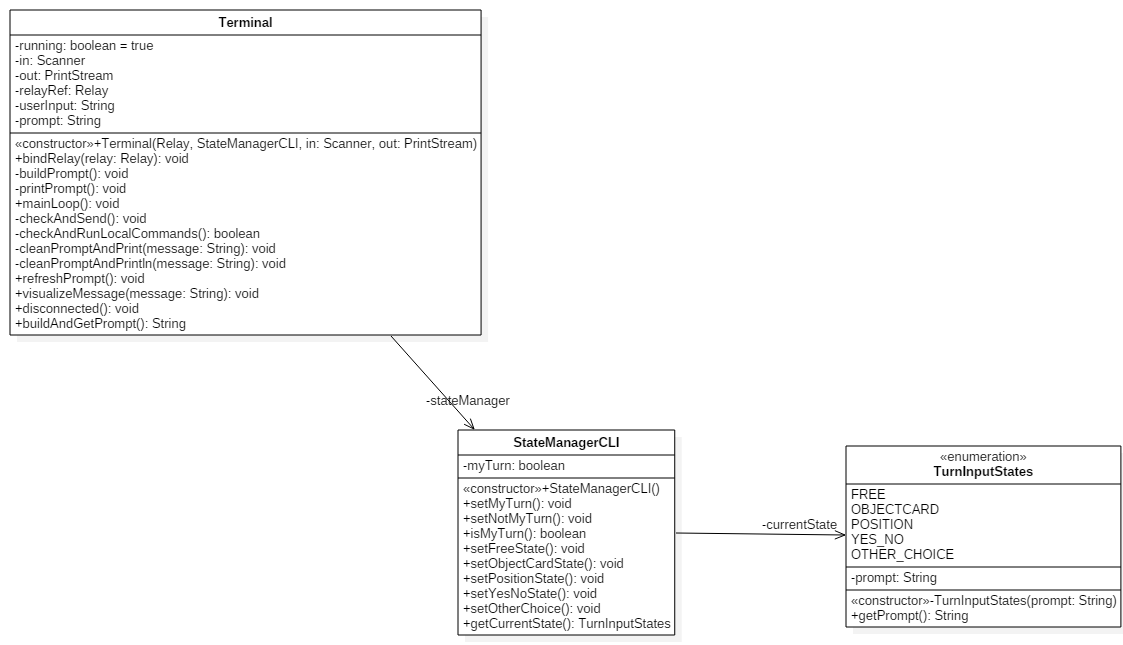 Terminal
-running: boolean = true
-in: Scanner
-out: PrintStream
-relayRef: Relay
-userInput: String
-prompt: String
«constructor»+Terminal(Relay, StateManagerCLI, in: Scanner, out: PrintStream)
+bindRelay(relay: Relay): void
-buildPrompt(): void
-printPrompt(): void
+mainLoop(): void
-checkAndSend(): void
-checkAndRunLocalCommands(): boolean
-cleanPromptAndPrint(message: String): void
-cleanPromptAndPrintln(message: String): void
+refreshPrompt(): void
+visualizeMessage(message: String): void
+disconnected(): void
+buildAndGetPrompt(): String
-stateManager
StateManagerCLI
-myTurn: boolean
«constructor»+StateManagerCLI()
+setMyTurn(): void
+setNotMyTurn(): void
+isMyTurn(): boolean
+setFreeState(): void
+setObjectCardState(): void
+setPositionState(): void
+setYesNoState(): void
+setOtherChoice(): void
+getCurrentState(): TurnInputStates
-currentState
«enumeration»
TurnInputStates
FREE
OBJECTCARD
POSITION
YES_NO
OTHER_CHOICE
-prompt: String
«constructor»-TurnInputStates(prompt: String)
+getPrompt(): String